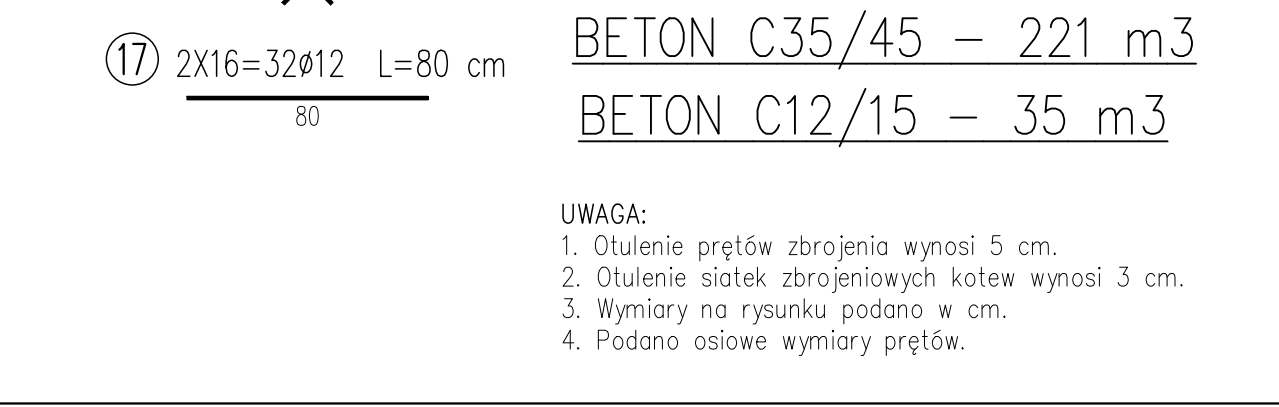 17 2X16=32ø12 L=80 cm
80
BETON C35/45 – 221 m3
BETON C12/15 – 35 m3
UWAGA:
1. Otulenie prętów zbrojenia wynosi 5 cm.
2. Otulenie siatek zbrojeniowych kotew wynosi 3 cm.
3. Wymiary na rysunku podano w cm.
4. Podano osiowe wymiary prętów.